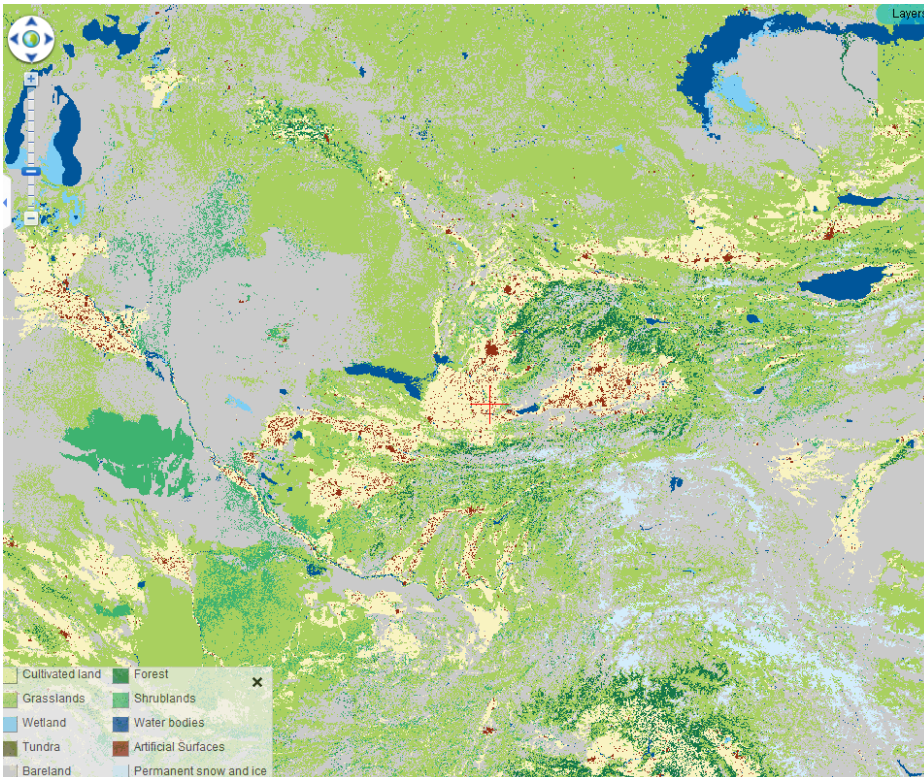 Layers
Cultivated land Forest
Grasslands Shrublands
Wetland Water bodies
Tundra Artificial Surfaces
Bareland Permanent snow and ice